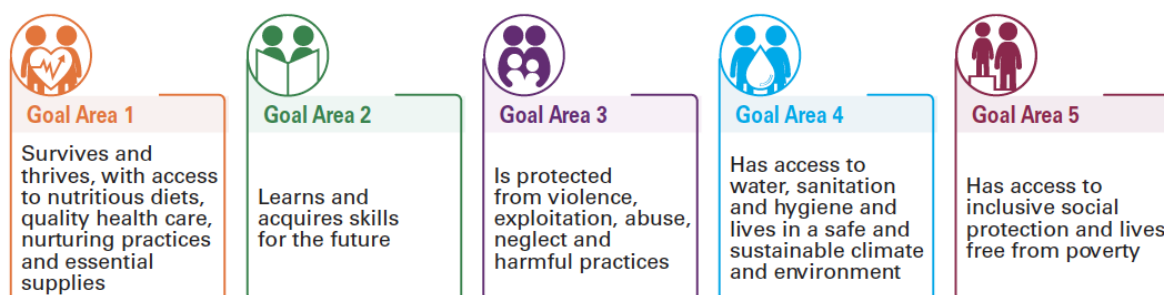 Goal Area 1
Survives and
thrives, with access
to nutritious diets,
quality health care,
nurturing practices
and essential
supplies
Goal Area 2
Learns and
acquires skills
for the future
Goal Area 3
Is protected
from violence,
exploitation, abuse,
neglect and
harmful practices
Goal Area 4
Has access to
water, sanitation
and hygiene and
lives in a safe and
sustainable climate
and environment
Goal Area 5
Has access to
inclusive social
protection and lives
free from poverty